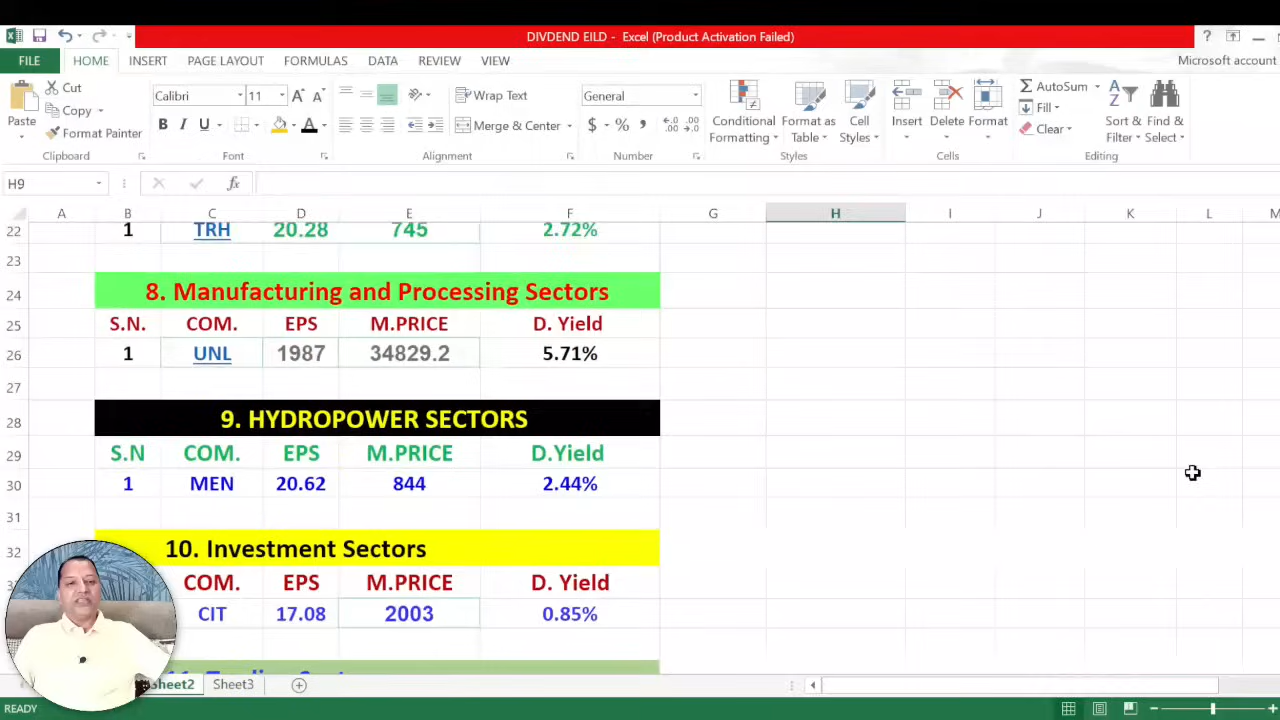 DIVDEND EILD - Excel (Product Activation Failed)
FILE HOME INSERT PAGE LAYOUT FORMULAS DATA REVIEW VIEW Microsoft account
Cut
Copy
Format Painter
Paste
Clipboard
Calibri 11
B I U
Font
Wrap Text
Merge & Center
Alignment
General
$ % ,
Number
Conditional Formatting
Format as Table
Cell Styles
Styles
Insert Delete Format
Cells
AutoSum
Fill
Clear
Sort & Filter
Find & Select
Editing
H9 fx
A B C D E F G H I J K L M
22 1 TRH 20.28 745 2.72%
23
24 8. Manufacturing and Processing Sectors
25 S.N. COM. EPS M.PRICE D. Yield
26 1 UNL 1987 34829.2 5.71%
27
28 9. HYDROPOWER SECTORS
29 S.N COM. EPS M.PRICE D.Yield
30 1 MEN 20.62 844 2.44%
31
32 10. Investment Sectors
COM. EPS M.PRICE D. Yield
CIT 17.08 2003 0.85%
Sheet2 Sheet3
READY